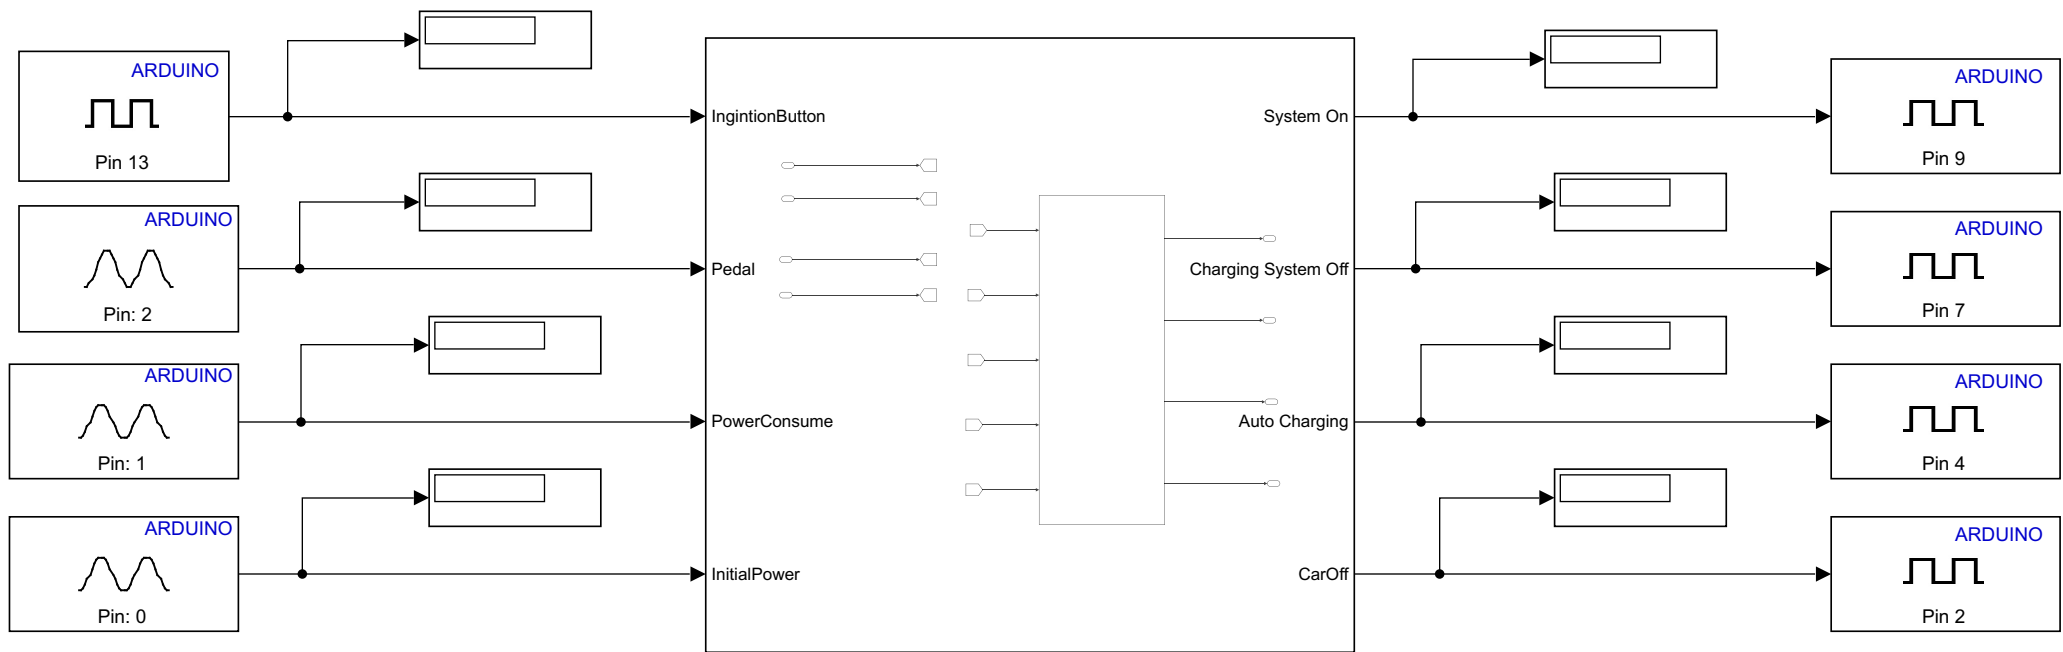 ARDUINO
Pin 13
ARDUINO
Pin: 2
ARDUINO
Pin: 1
ARDUINO
Pin: 0
IngintionButton
Pedal
PowerConsume
InitialPower
System On
Charging System Off
Auto Charging
CarOff
ARDUINO
Pin 9
ARDUINO
Pin 7
ARDUINO
Pin 4
ARDUINO
Pin 2